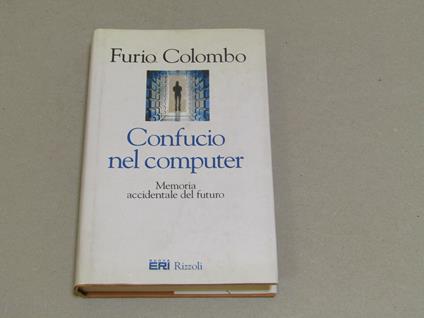 Furio Colombo
Confucio
nel computer
Memoria
accidentale del futuro
ERI Rizzoli